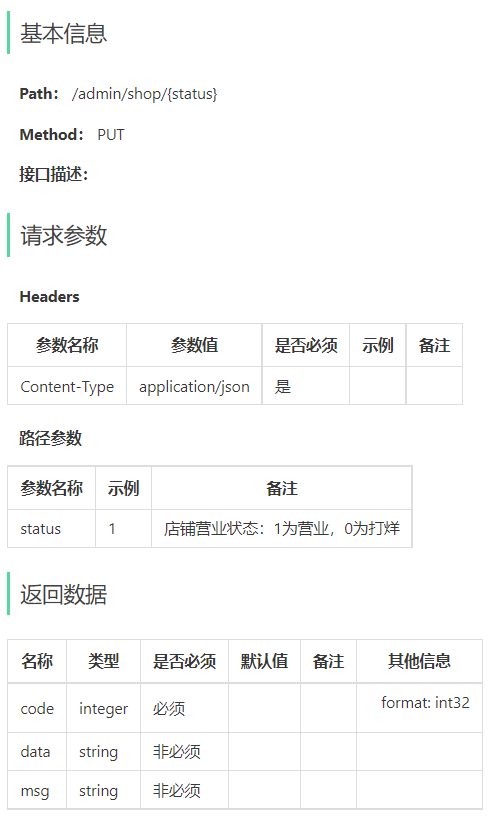 基本信息
Path： /admin/shop/{status}
Method： PUT
接口描述：
请求参数
Headers
参数名称 参数值 是否必须 示例 备注
Content-Type application/json 是
路径参数
参数名称 示例 备注
status 1 店铺营业状态：1为营业，0为打烊
返回数据
名称 类型 是否必须 默认值 备注 其他信息
code integer 必须 format: int32
data string 非必须
msg string 非必须